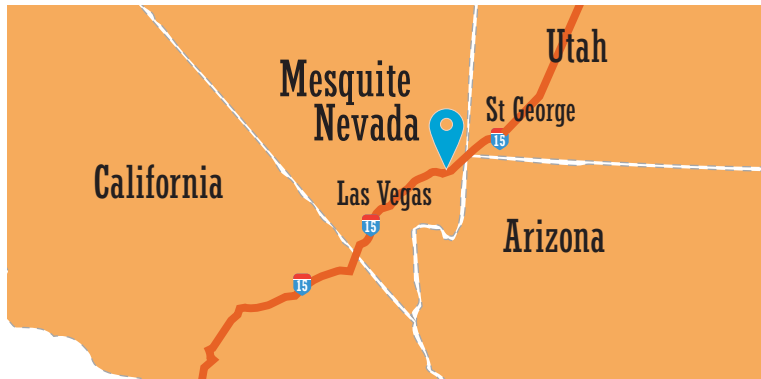 Utah
Mesquite
Nevada
St George
15
California
Las Vegas
15
Arizona
15